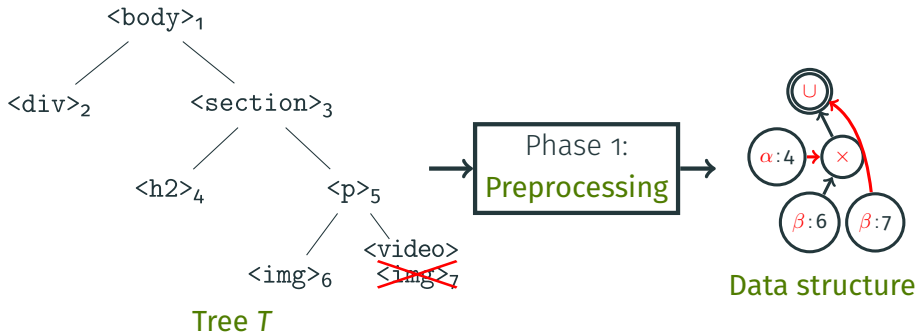 <body>₁
<div>₂ <section>₃
<h2>₄ <p>₅
<video>
<img>₆ <img>₇
Tree T
Phase 1:
Preprocessing
∪
α:4 ×
β:6 β:7
Data structure